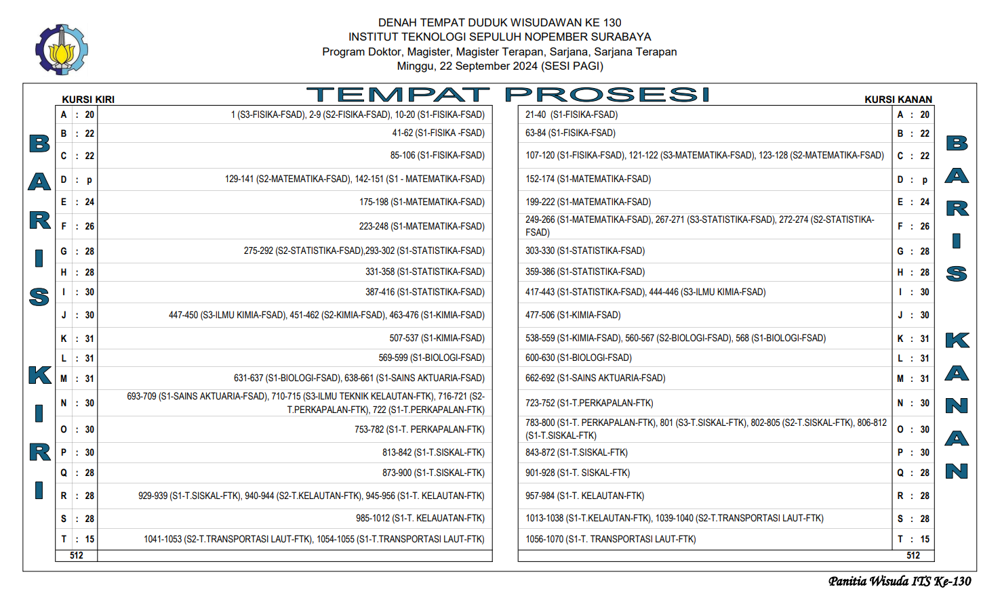 DENAH TEMPAT DUDUK WISUDAWAN KE 130
INSTITUT TEKNOLOGI SEPULUH NOPEMBER SURABAYA
Program Doktor, Magister, Magister Terapan, Sarjana, Sarjana Terapan
Minggu, 22 September 2024 (SESI PAGI)
TEMPAT PROSESI
KURSI KIRI
KURSI KANAN
BARIS KIRI
BARIS KANAN
A : 20 1 (S3-FISIKA-FSAD), 2-9 (S2-FISIKA-FSAD), 10-20 (S1-FISIKA-FSAD)
21-40 (S1-FISIKA-FSAD) A : 20
B : 22 41-62 (S1-FISIKA -FSAD)
63-84 (S1-FISIKA-FSAD) B : 22
C : 22 85-106 (S1-FISIKA-FSAD)
107-120 (S1-FISIKA-FSAD), 121-122 (S3-MATEMATIKA-FSAD), 123-128 (S2-MATEMATIKA-FSAD) C : 22
D : p 129-141 (S2-MATEMATIKA-FSAD), 142-151 (S1 - MATEMATIKA-FSAD)
152-174 (S1-MATEMATIKA-FSAD) D : p
E : 24 175-198 (S1-MATEMATIKA-FSAD)
199-222 (S1-MATEMATIKA-FSAD) E : 24
F : 26 223-248 (S1-MATEMATIKA-FSAD)
249-266 (S1-MATEMATIKA-FSAD), 267-271 (S3-STATISTIKA-FSAD), 272-274 (S2-STATISTIKA-
FSAD) F : 26
G : 28 275-292 (S2-STATISTIKA-FSAD),293-302 (S1-STATISTIKA-FSAD)
303-330 (S1-STATISTIKA-FSAD) G : 28
H : 28 331-358 (S1-STATISTIKA-FSAD)
359-386 (S1-STATISTIKA-FSAD) H : 28
I : 30 387-416 (S1-STATISTIKA-FSAD)
417-443 (S1-STATISTIKA-FSAD), 444-446 (S3-ILMU KIMIA-FSAD) I : 30
J : 30 447-450 (S3-ILMU KIMIA-FSAD), 451-462 (S2-KIMIA-FSAD), 463-476 (S1-KIMIA-FSAD)
477-506 (S1-KIMIA-FSAD) J : 30
K : 31 507-537 (S1-KIMIA-FSAD)
538-559 (S1-KIMIA-FSAD), 560-567 (S2-BIOLOGI-FSAD), 568 (S1-BIOLOGI-FSAD) K : 31
L : 31 569-599 (S1-BIOLOGI-FSAD)
600-630 (S1-BIOLOGI-FSAD) L : 31
M : 31 631-637 (S1-BIOLOGI-FSAD), 638-661 (S1-SAINS AKTUARIA-FSAD)
662-692 (S1-SAINS AKTUARIA-FSAD) M : 31
N : 30 693-709 (S1-SAINS AKTUARIA-FSAD), 710-715 (S3-ILMU TEKNIK KELAUTAN-FTK), 716-721 (S2-
T.PERKAPALAN-FTK), 722 (S1-T.PERKAPALAN-FTK)
723-752 (S1-T.PERKAPALAN-FTK) N : 30
O : 30 753-782 (S1-T. PERKAPALAN-FTK)
783-800 (S1-T. PERKAPALAN-FTK), 801 (S3-T.SISKAL-FTK), 802-805 (S2-T.SISKAL-FTK), 806-812
(S1-T.SISKAL-FTK) O : 30
P : 30 813-842 (S1-T.SISKAL-FTK)
843-872 (S1-T.SISKAL-FTK) P : 30
Q : 28 873-900 (S1-T.SISKAL-FTK)
901-928 (S1-T. SISKAL-FTK) Q : 28
R : 28 929-939 (S1-T.SISKAL-FTK), 940-944 (S2-T.KELAUTAN-FTK), 945-956 (S1-T. KELAUTAN-FTK)
957-984 (S1-T. KELAUTAN-FTK) R : 28
S : 28 985-1012 (S1-T. KELAUATAN-FTK)
1013-1038 (S1-T.KELAUTAN-FTK), 1039-1040 (S2-T.TRANSPORTASI LAUT-FTK) S : 28
T : 15 1041-1053 (S2-T.TRANSPORTASI LAUT-FTK), 1054-1055 (S1-T.TRANSPORTASI LAUT-FTK)
1056-1070 (S1-T. TRANSPORTASI LAUT-FTK) T : 15
512
512
Panitia Wisuda ITS Ke-130